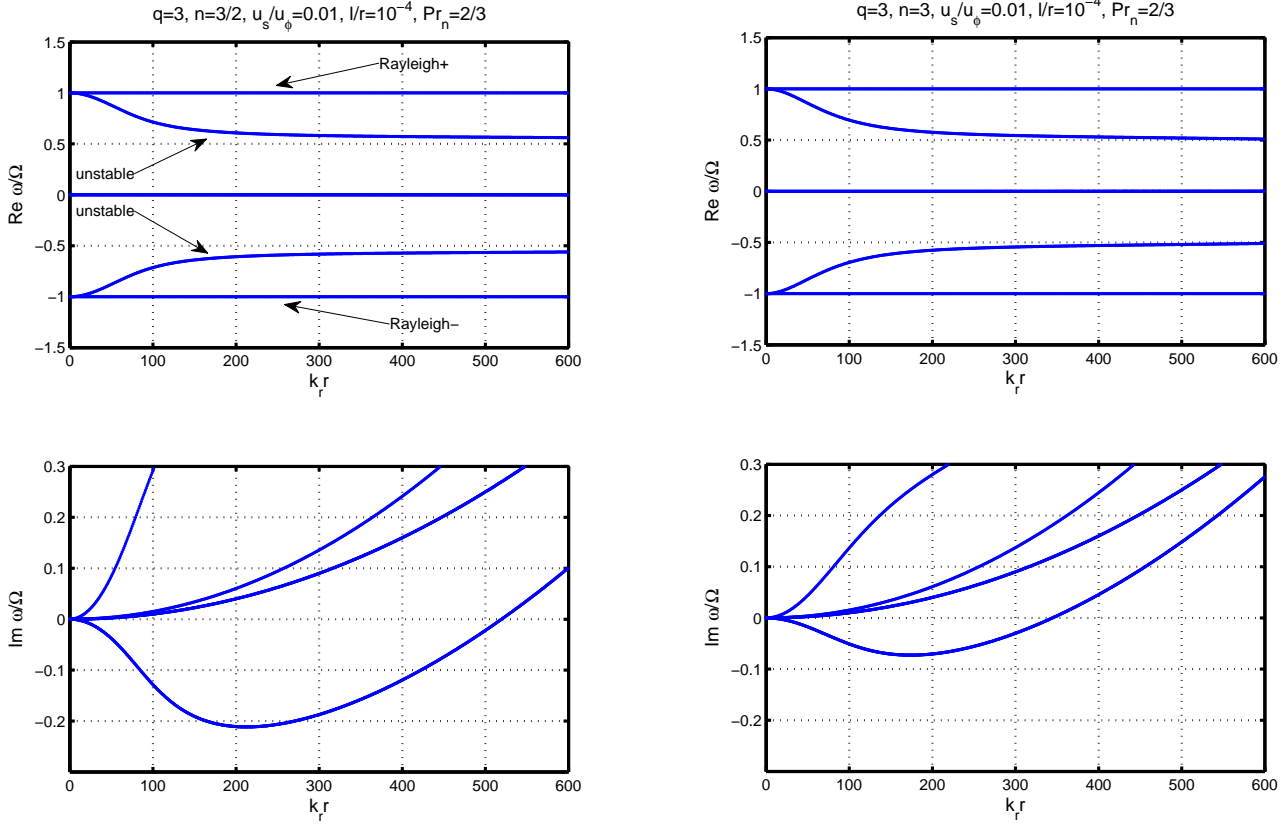 q=3, n=3/2, u_s/u_ϕ=0.01, l/r=10^−4, Pr_n=2/3
1.5
1
0.5
0
−0.5
−1
−1.5
Re ω/Ω
Rayleigh+
unstable
unstable
Rayleigh−
0 100 200 300 400 500 600
k_r r
q=3, n=3, u_s/u_ϕ=0.01, l/r=10^−4, Pr_n=2/3
1.5
1
0.5
0
−0.5
−1
−1.5
Re ω/Ω
0 100 200 300 400 500 600
k_r r
0.3
0.2
0.1
0
−0.1
−0.2
Im ω/Ω
0 100 200 300 400 500 600
k_r r
0.3
0.2
0.1
0
−0.1
−0.2
Im ω/Ω
0 100 200 300 400 500 600
k_r r